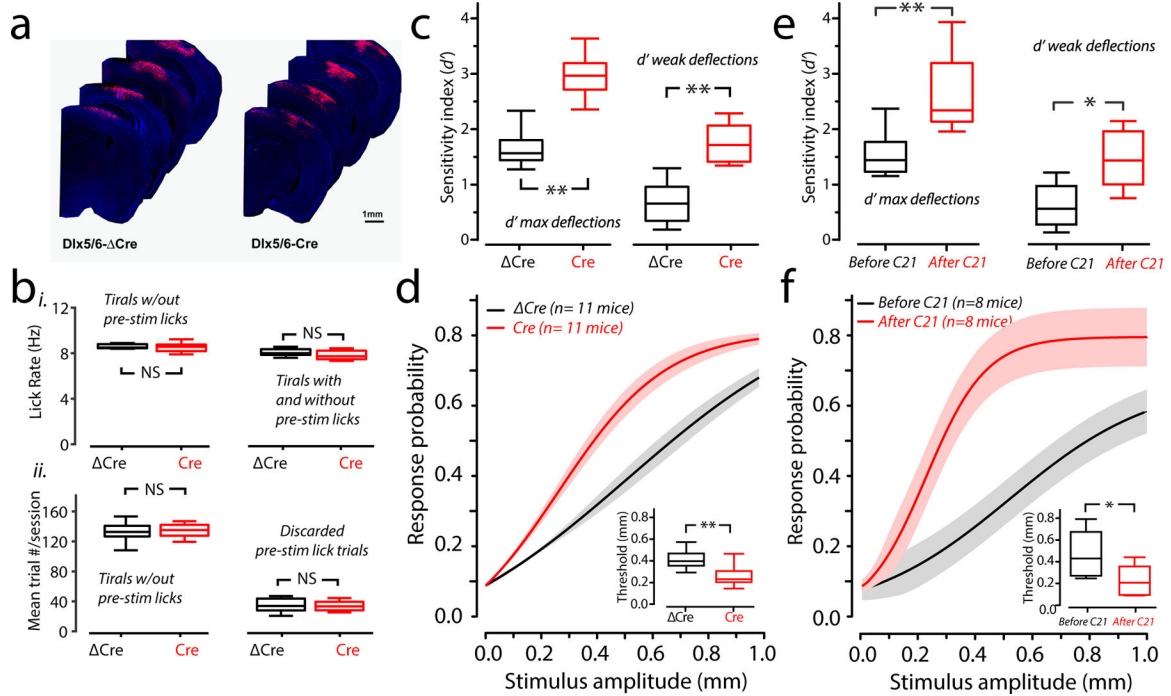 a
Dlx5/6-ΔCre
Dlx5/6-Cre
1mm
b
i.
Tirals w/out
pre-stim licks
Lick Rate (Hz)
12
8
4
0
NS
ΔCre
Cre
NS
Tirals with
and without
pre-stim licks
ΔCre
Cre
ii.
Mean trial #/session
160
120
80
40
0
NS
Tirals w/out
pre-stim licks
ΔCre
Cre
Discarded
pre-stim lick trials
NS
ΔCre
Cre
c
Sensitivity index (d')
4
3
2
1
0
**
d' max deflections
ΔCre
Cre
d' weak deflections
**
ΔCre
Cre
d
ΔCre (n= 11 mice)
Cre (n= 11 mice)
Response probability
0.8
0.6
0.4
0.2
0.0
0.0
0.2
0.4
0.6
0.8
1.0
Stimulus amplitude (mm)
Threshold (mm)
0.8
0.6
0.4
0.2
0.0
**
ΔCre
Cre
e
Sensitivity index (d')
4
3
2
1
0
**
d' max deflections
Before C21
After C21
d' weak deflections
*
Before C21
After C21
f
Before C21 (n=8 mice)
After C21 (n=8 mice)
Response probability
0.8
0.6
0.4
0.2
0.0
0.0
0.2
0.4
0.6
0.8
1.0
Stimulus amplitude (mm)
Threshold (mm)
0.8
0.6
0.4
0.2
0.0
*
Before C21
After C21